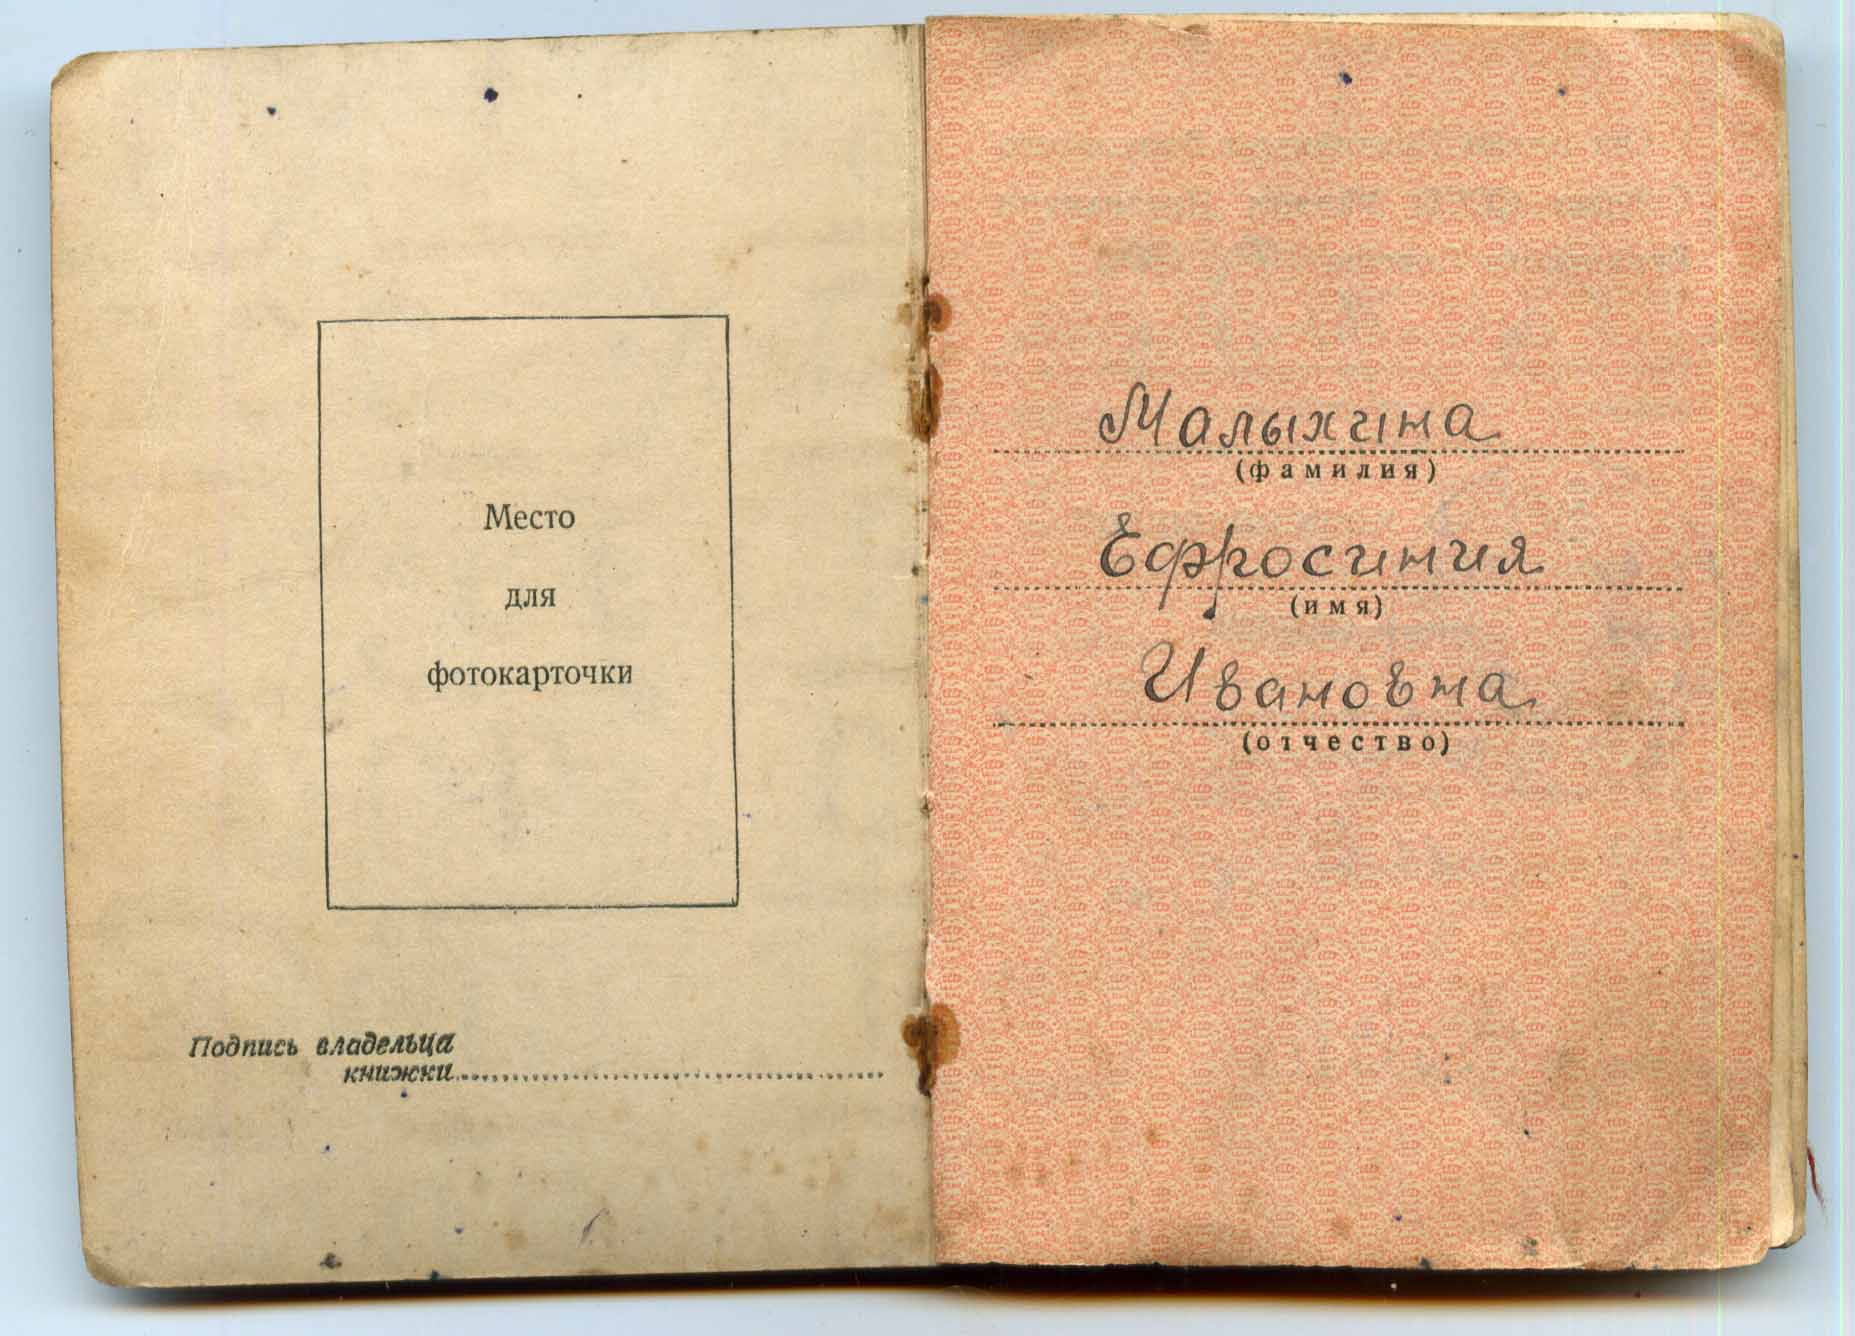 Место
для
фотокарточки
Подпись владельца
книжки
Малыхина
(фамилия)
Ефросиния
(имя)
Ивановна
(отчество)